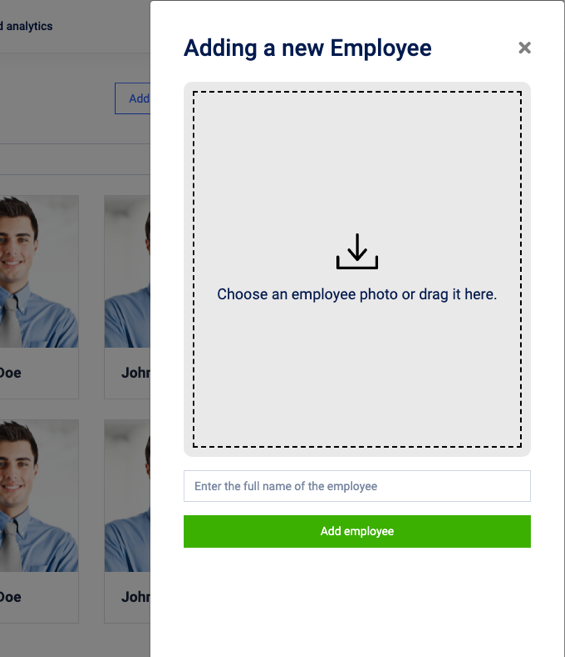 d analytics
Adding a new Employee
Add
Choose an employee photo or drag it here.
Doe
John
Enter the full name of the employee
Add employee
Doe
John